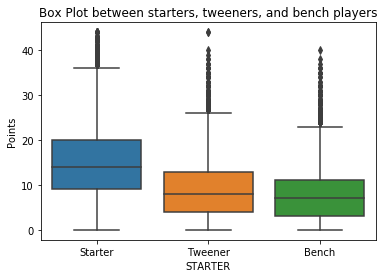 Box Plot between starters, tweeners, and bench players
Points
40
30
20
10
0
Starter
Tweener
Bench
STARTER